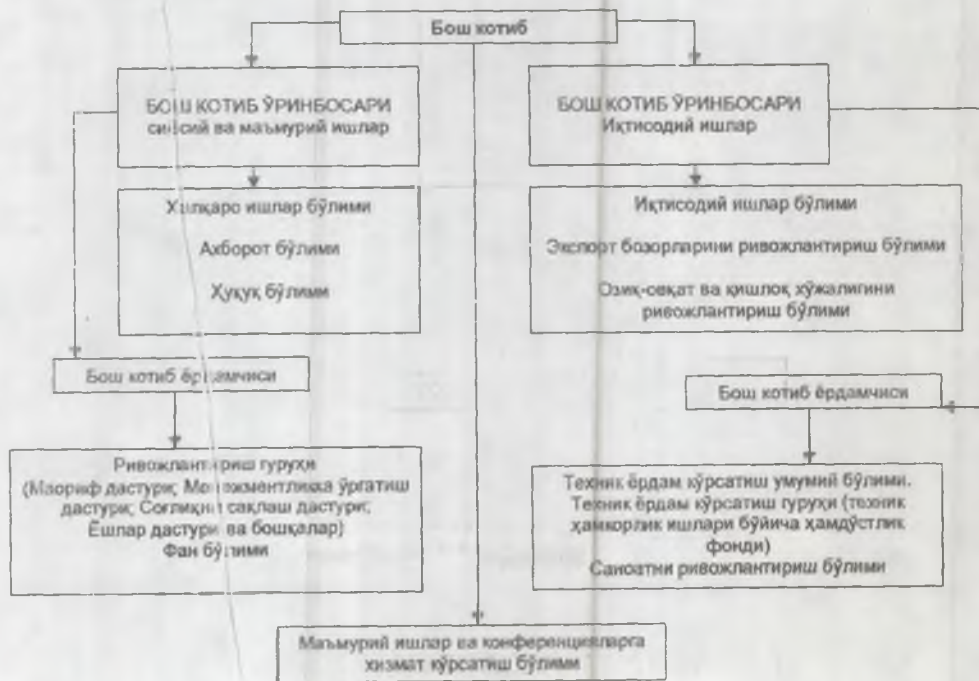 Бош котиб
БОШ КОТИБ ЎРИНБОСАРИ
сиёсий ва маъмурий ишлар
БОШ КОТИБ ЎРИНБОСАРИ
Иқтисодий ишлар
Халқаро ишлар бўлими
Ахборот бўлими
Ҳуқуқ бўлими
Иқтисодий ишлар бўлими
Экспорт бозорларини ривожлантириш бўлими
Озиқ-овқат ва қишлоқ хўжалигини
ривожлантириш бўлими
Бош котиб ёрдамчиси
Бош котиб ёрдамчиси
Ривожлантириш гуруҳи
(Маориф дастури; Менежментликка ўргатиш
дастури; Соғлиқни сақлаш дастури;
Ёшлар дастури ва бошқалар)
Фан бўлими
Техник ёрдам кўрсатиш умумий бўлими.
Техник ёрдам кўрсатиш гуруҳи (техник
ҳамкорлик ишлари бўйича ҳамдўстлик
фонди)
Саноатни ривожлантириш бўлими
Маъмурий ишлар ва конференцияларга
хизмат кўрсатиш бўлими